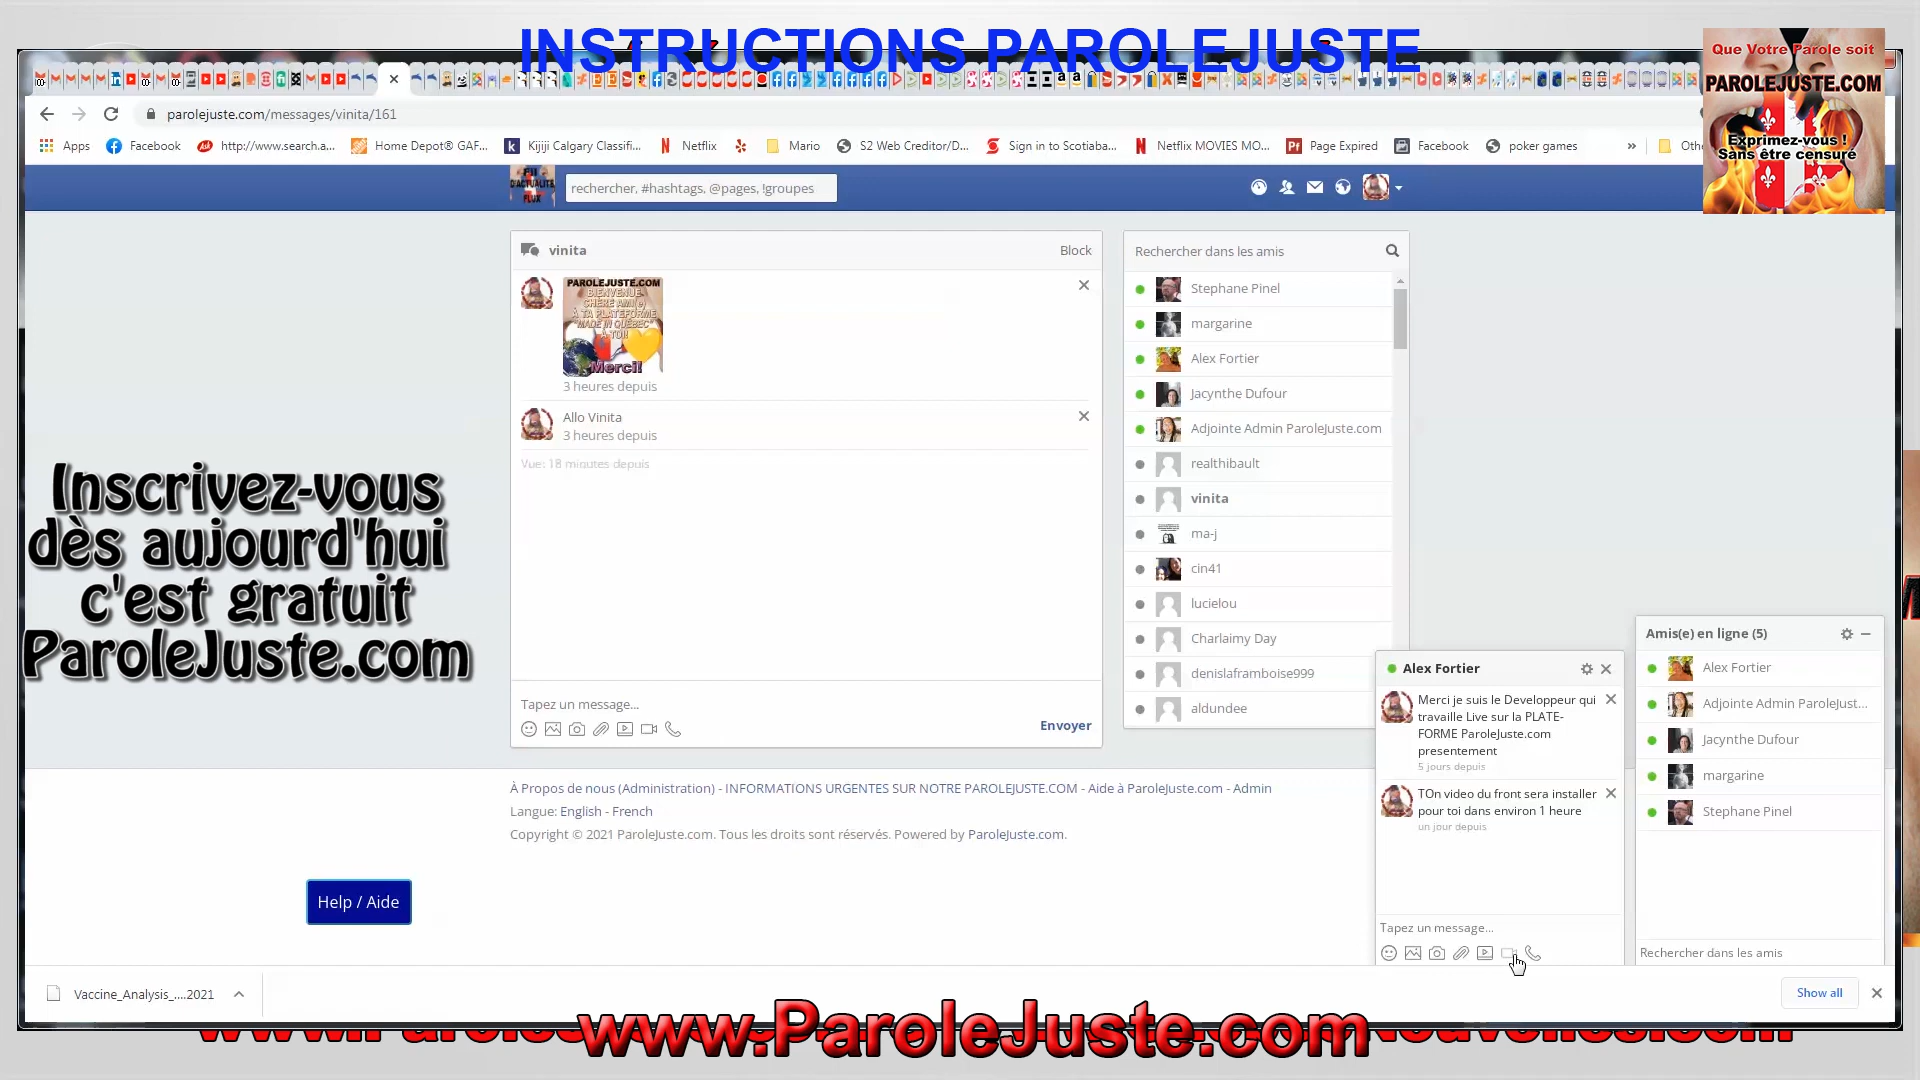 INSTRUCTIONS PAROLEJUSTE
Que Votre Parole soit
PAROLEJUSTE.COM
Exprimez-vous !
Sans être censuré
parolejuste.com/messages/vinita/161
Apps Facebook http://www.search.a... Home Depot® GAF... Kijiji Calgary Classifi... Netflix Mario S2 Web Creditor/D... Sign in to Scotiaba... Netflix MOVIES MO... Page Expired Facebook poker games » Oth
rechercher, #hashtags, @pages, !groupes
vinita Block
PAROLEJUSTE.COM
BIENVENUE
CHÈRE AMI(e)
À TA PLATEFORME
"MADE IN QUÉBEC"
À TOI!
Merci!
3 heures depuis
Allo Vinita
3 heures depuis
Vue: 18 minutes depuis
Tapez un message...
Envoyer
Rechercher dans les amis
Stephane Pinel
margarine
Alex Fortier
Jacynthe Dufour
Adjointe Admin ParoleJuste.com
realthibault
vinita
ma-j
cin41
lucielou
Charlaimy Day
denislaframboise999
aldundee
Inscrivez-vous
dès aujourd'hui
c'est gratuit
ParoleJuste.com
Alex Fortier
Merci je suis le Developpeur qui
travaille Live sur la PLATE-
FORME ParoleJuste.com
presentement
5 jours depuis
TOn video du front sera installer
pour toi dans environ 1 heure
un jour depuis
Tapez un message...
Amis(e) en ligne (5)
Alex Fortier
Adjointe Admin ParoleJust...
Jacynthe Dufour
margarine
Stephane Pinel
Rechercher dans les amis
À Propos de nous (Administration) - INFORMATIONS URGENTES SUR NOTRE PAROLEJUSTE.COM - Aide à ParoleJuste.com - Admin
Langue: English - French
Copyright © 2021 ParoleJuste.com. Tous les droits sont réservés. Powered by ParoleJuste.com.
Help / Aide
Vaccine_Analysis_....2021
Show all
www.ParoleJuste.com